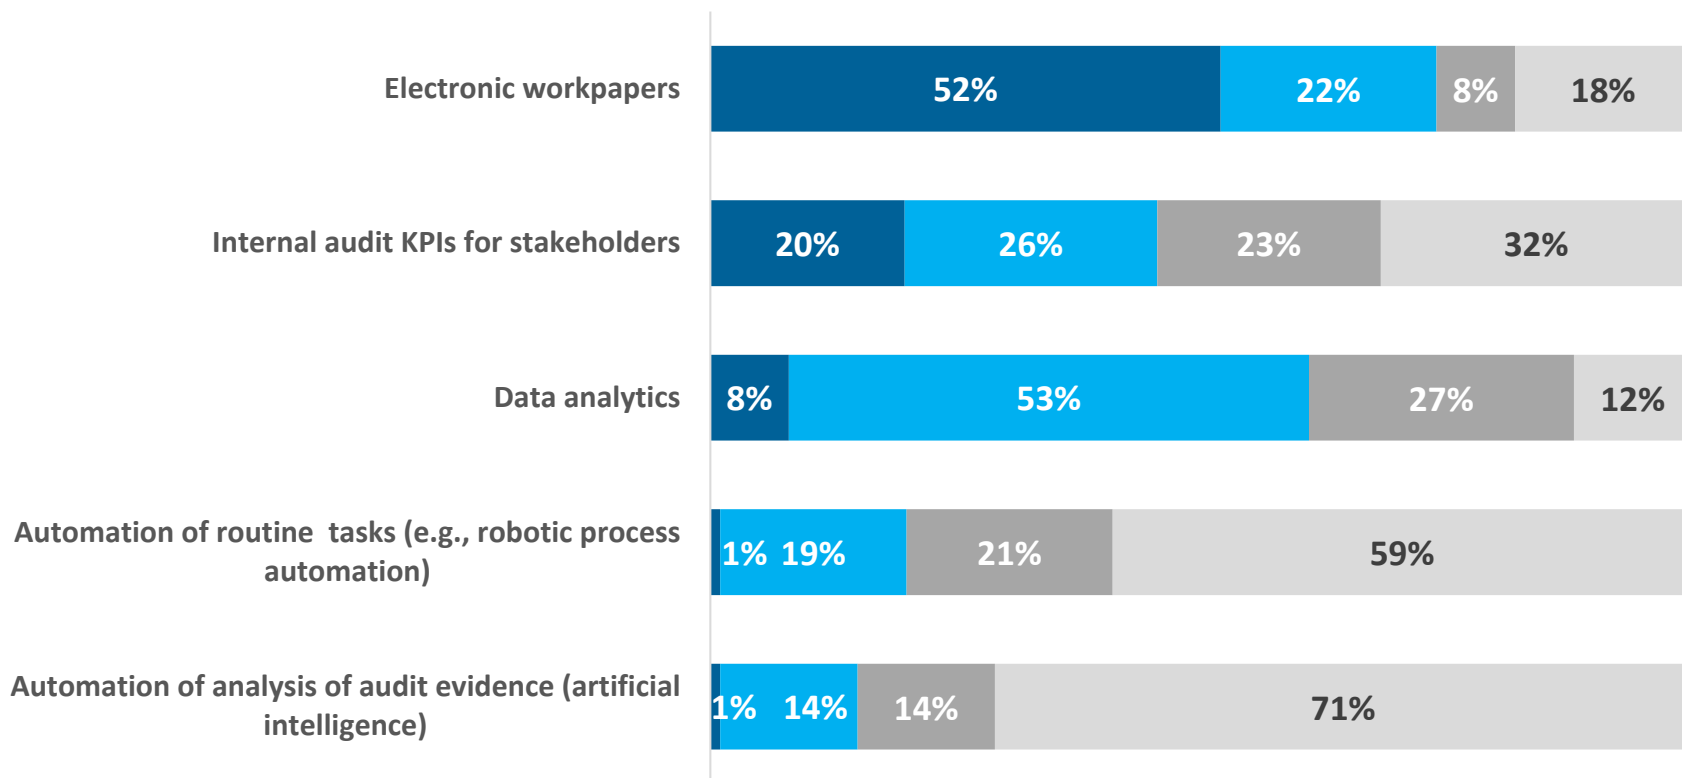 Electronic workpapers
52% 22% 8% 18%
Internal audit KPIs for stakeholders
20% 26% 23% 32%
Data analytics
8% 53% 27% 12%
Automation of routine  tasks (e.g., robotic process
automation)
1% 19% 21% 59%
Automation of analysis of audit evidence (artificial
intelligence)
1% 14% 14% 71%